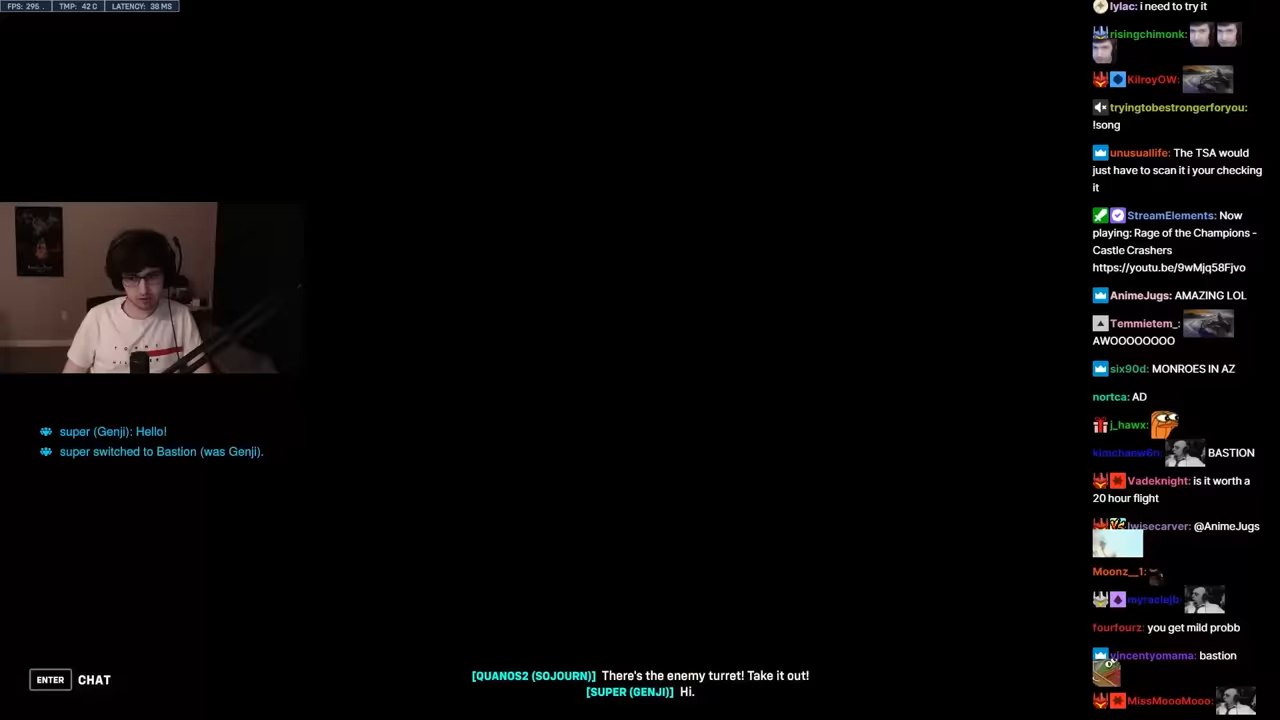 FPS: 295 . TMP: 42 C LATENCY: 38 MS
lylac: i need to try it
risingchimonk:
KilroyOW:
tryingtobestrongerforyou:
!song
unusuallife: The TSA would
just have to scan it i your checking
it
StreamElements: Now
playing: Rage of the Champions -
Castle Crashers
https://youtu.be/9wMjq58Fjvo
AnimeJugs: AMAZING LOL
Temmietem_:
AWOOOOOOOO
six90d: MONROES IN AZ
nortca: AD
j_hawx:
kimchanw6n: BASTION
Vadeknight: is it worth a
20 hour flight
lwisecarver: @AnimeJugs
Moonz__1:
myraclejb:
fourfourz: you get mild probb
vincentyomama: bastion
MissMoooMooo:
super (Genji): Hello!
super switched to Bastion (was Genji).
ENTER CHAT
[QUANOS2 (SOJOURN)] There's the enemy turret! Take it out!
[SUPER (GENJI)] Hi.